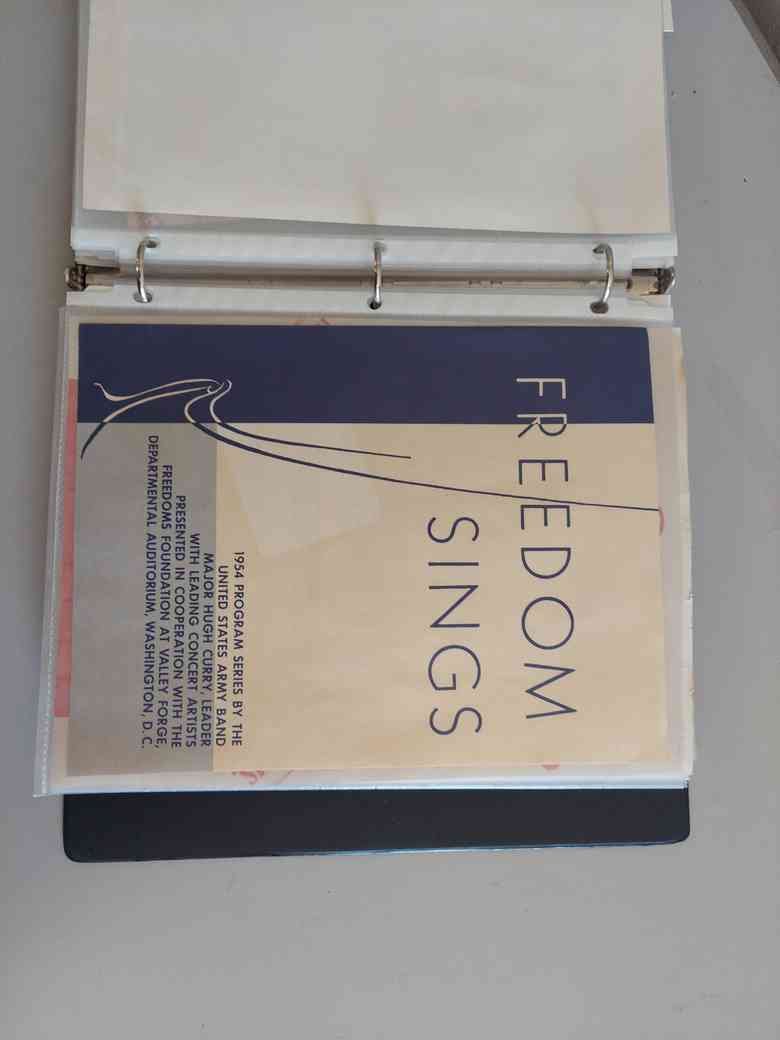 FREEDOM
SINGS
1954 PROGRAM SERIES BY THE
UNITED STATES ARMY BAND
MAJOR HUGH CURRY, LEADER
WITH LEADING CONCERT ARTISTS
PRESENTED IN COOPERATION WITH THE
FREEDOMS FOUNDATION AT VALLEY FORGE,
DEPARTMENTAL AUDITORIUM, WASHINGTON, D.C.